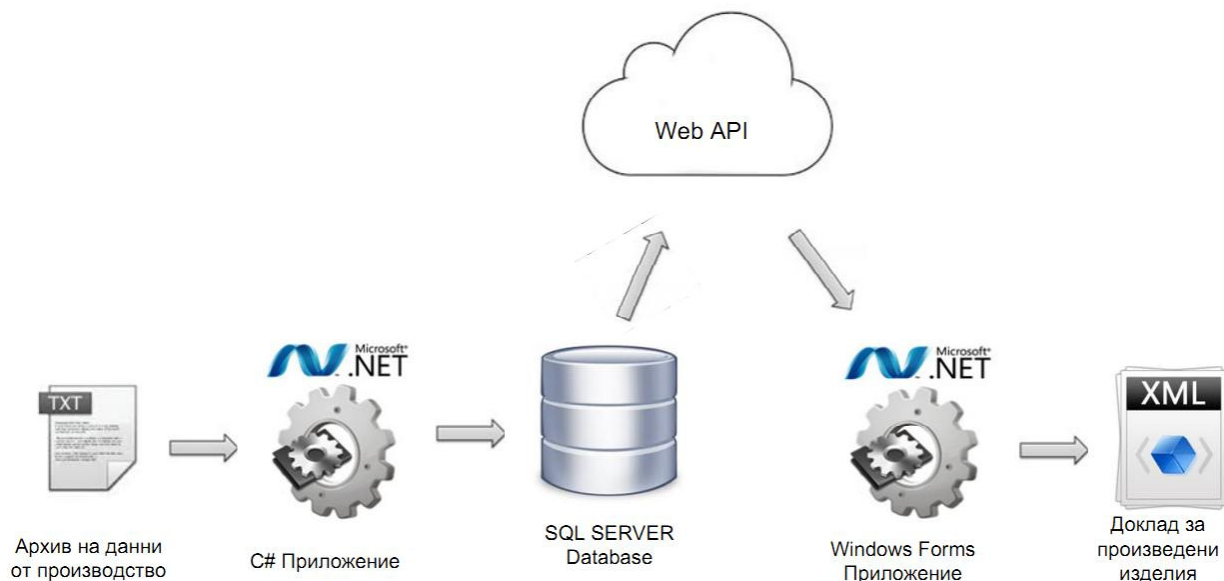 Web API
Microsoft®
.NET
Microsoft®
.NET
TXT
XML
Архив на данни
от производство
C# Приложение
SQL SERVER
Database
Windows Forms
Приложение
Доклад за
произведени
изделия